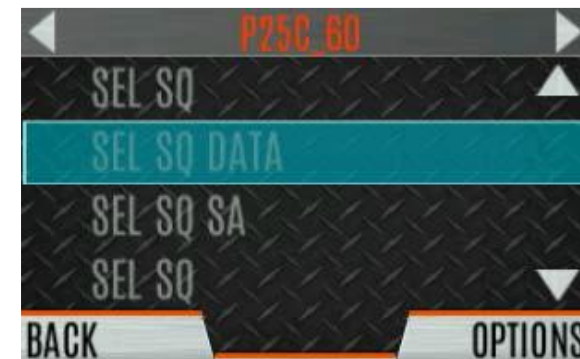 P25C_60
SEL SQ
SEL SQ DATA
SEL SQ SA
SEL SQ
BACK OPTIONS